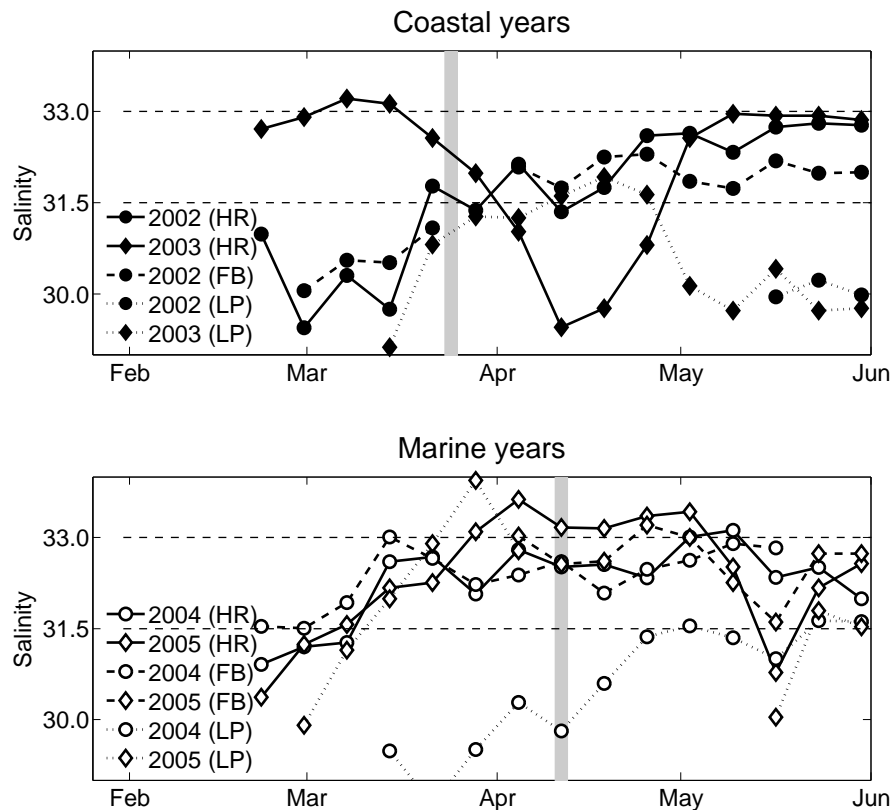 Coastal years
33.0
31.5
30.0
Salinity
2002 (HR)
2003 (HR)
2002 (FB)
2002 (LP)
2003 (LP)
Feb Mar Apr May Jun
Marine years
33.0
31.5
30.0
Salinity
2004 (HR)
2005 (HR)
2004 (FB)
2005 (FB)
2004 (LP)
2005 (LP)
Feb Mar Apr May Jun